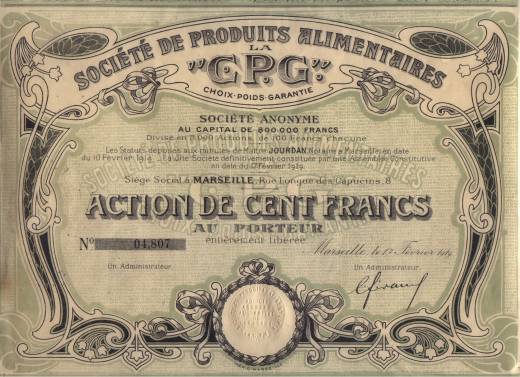 SOCIÉTÉ DE PRODUITS ALIMENTAIRES
LA
"C.P.G."
CHOIX-POIDS-GARANTIE
SOCIÉTÉ ANONYME
AU CAPITAL DE 800.000 FRANCS
Divisé en 8.000 Actions de 100 Francs chacune
Les Statuts déposés aux minutes de Maître JOURDAN Notaire à Marseille, en date
du 10 Février 1919. La dite Société définitivement constituée par une Assemblée Constitutive
en date du 17 Février 1919.
Siège Social à MARSEILLE, Rue Longue des Capucins, 8
ACTION DE CENT FRANCS
AU PORTEUR
entièrement libérée
No 04,807
Marseille, le 17 Février 1919
Un Administrateur
Un Administrateur